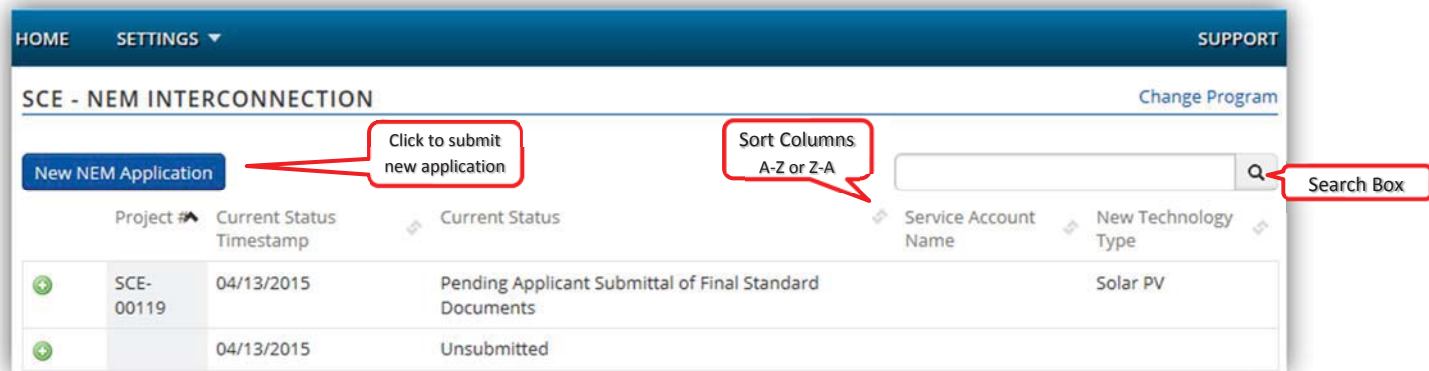 HOME SETTINGS SUPPORT
SCE - NEM INTERCONNECTION Change Program
Click to submit
new application
Sort Columns
A-Z or Z-A
New NEM Application
Search Box
Project # Current Status Timestamp Current Status Service Account Name New Technology Type
SCE-00119 04/13/2015 Pending Applicant Submittal of Final Standard Documents Solar PV
04/13/2015 Unsubmitted